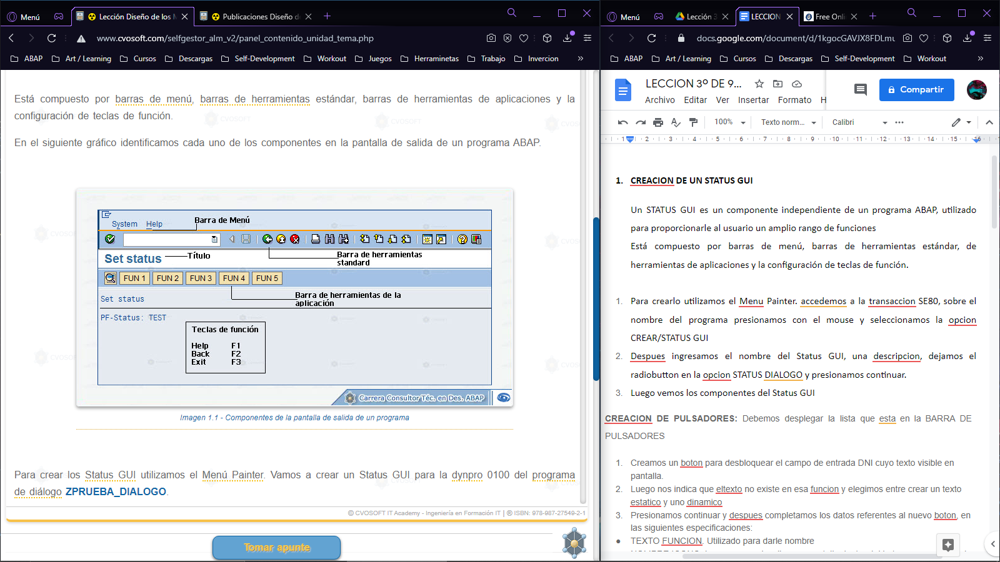 Menú
Lección Diseño de los M
Publicaciones Diseño d
www.cvosoft.com/selfgestor_alm_v2/panel_contenido_unidad_tema.php
ABAP
Art / Learning
Cursos
Descargas
Self-Development
Workout
Juegos
Herraminetas
Trabajo
Invercion
»
Está compuesto por barras de menú, barras de herramientas estándar, barras de herramientas de aplicaciones y la
configuración de teclas de función.
En el siguiente gráfico identificamos cada uno de los componentes en la pantalla de salida de un programa ABAP.
System Help
Barra de Menú
Set status
Título
Barra de herramientas
standard
FUN 1 FUN 2 FUN 3 FUN 4 FUN 5
Barra de herramientas de la
aplicación
Set status
PF-Status: TEST
Teclas de función
Help F1
Back F2
Exit F3
Carrera Consultor Téc. en Des. ABAP
Imagen 1.1 - Componentes de la pantalla de salida de un programa
Para crear los Status GUI utilizamos el Menú Painter. Vamos a crear un Status GUI para la dynpro 0100 del programa
de diálogo ZPRUEBA_DIALOGO.
© CVOSOFT IT Academy - Ingeniería en Formación IT | ® ISBN: 978-987-27549-2-1
Tomar apunte
Menú
Lección 3
LECCION
Free Onli
docs.google.com/document/d/1kgocGAVJX8FDLmu
ABAP
Art / Learning
Cursos
Descargas
Self-Development
Workout
»
LECCION 3º DE 9...
Archivo Editar Ver Insertar Formato H
Compartir
100%
Texto norm...
Calibri
1 2 3 4 5 6 7 8 9 10 11 12 13 14 15 16
1. CREACION DE UN STATUS GUI
Un STATUS GUI es un componente independiente de un programa ABAP, utilizado
para proporcionarle al usuario un amplio rango de funciones
Está compuesto por barras de menú, barras de herramientas estándar, de
herramientas de aplicaciones y la configuración de teclas de función.
1. Para crearlo utilizamos el Menu Painter. accedemos a la transaccion SE80, sobre el
nombre del programa presionamos con el mouse y seleccionamos la opcion
CREAR/STATUS GUI
2. Despues ingresamos el nombre del Status GUI, una descripcion, dejamos el
radiobutton en la opcion STATUS DIALOGO y presionamos continuar.
3. Luego vemos los componentes del Status GUI
CREACION DE PULSADORES: Debemos desplegar la lista que esta en la BARRA DE
PULSADORES
1. Creamos un boton para desbloquear el campo de entrada DNI cuyo texto visible en
pantalla.
2. Luego nos indica que eltexto no existe en esa funcion y elegimos entre crear un texto
estatico y uno dinamico
3. Presionamos continuar y despues completamos los datos referentes al nuevo boton, en
las siguientes especificaciones:
● TEXTO FUNCION. Utilizado para darle nombre